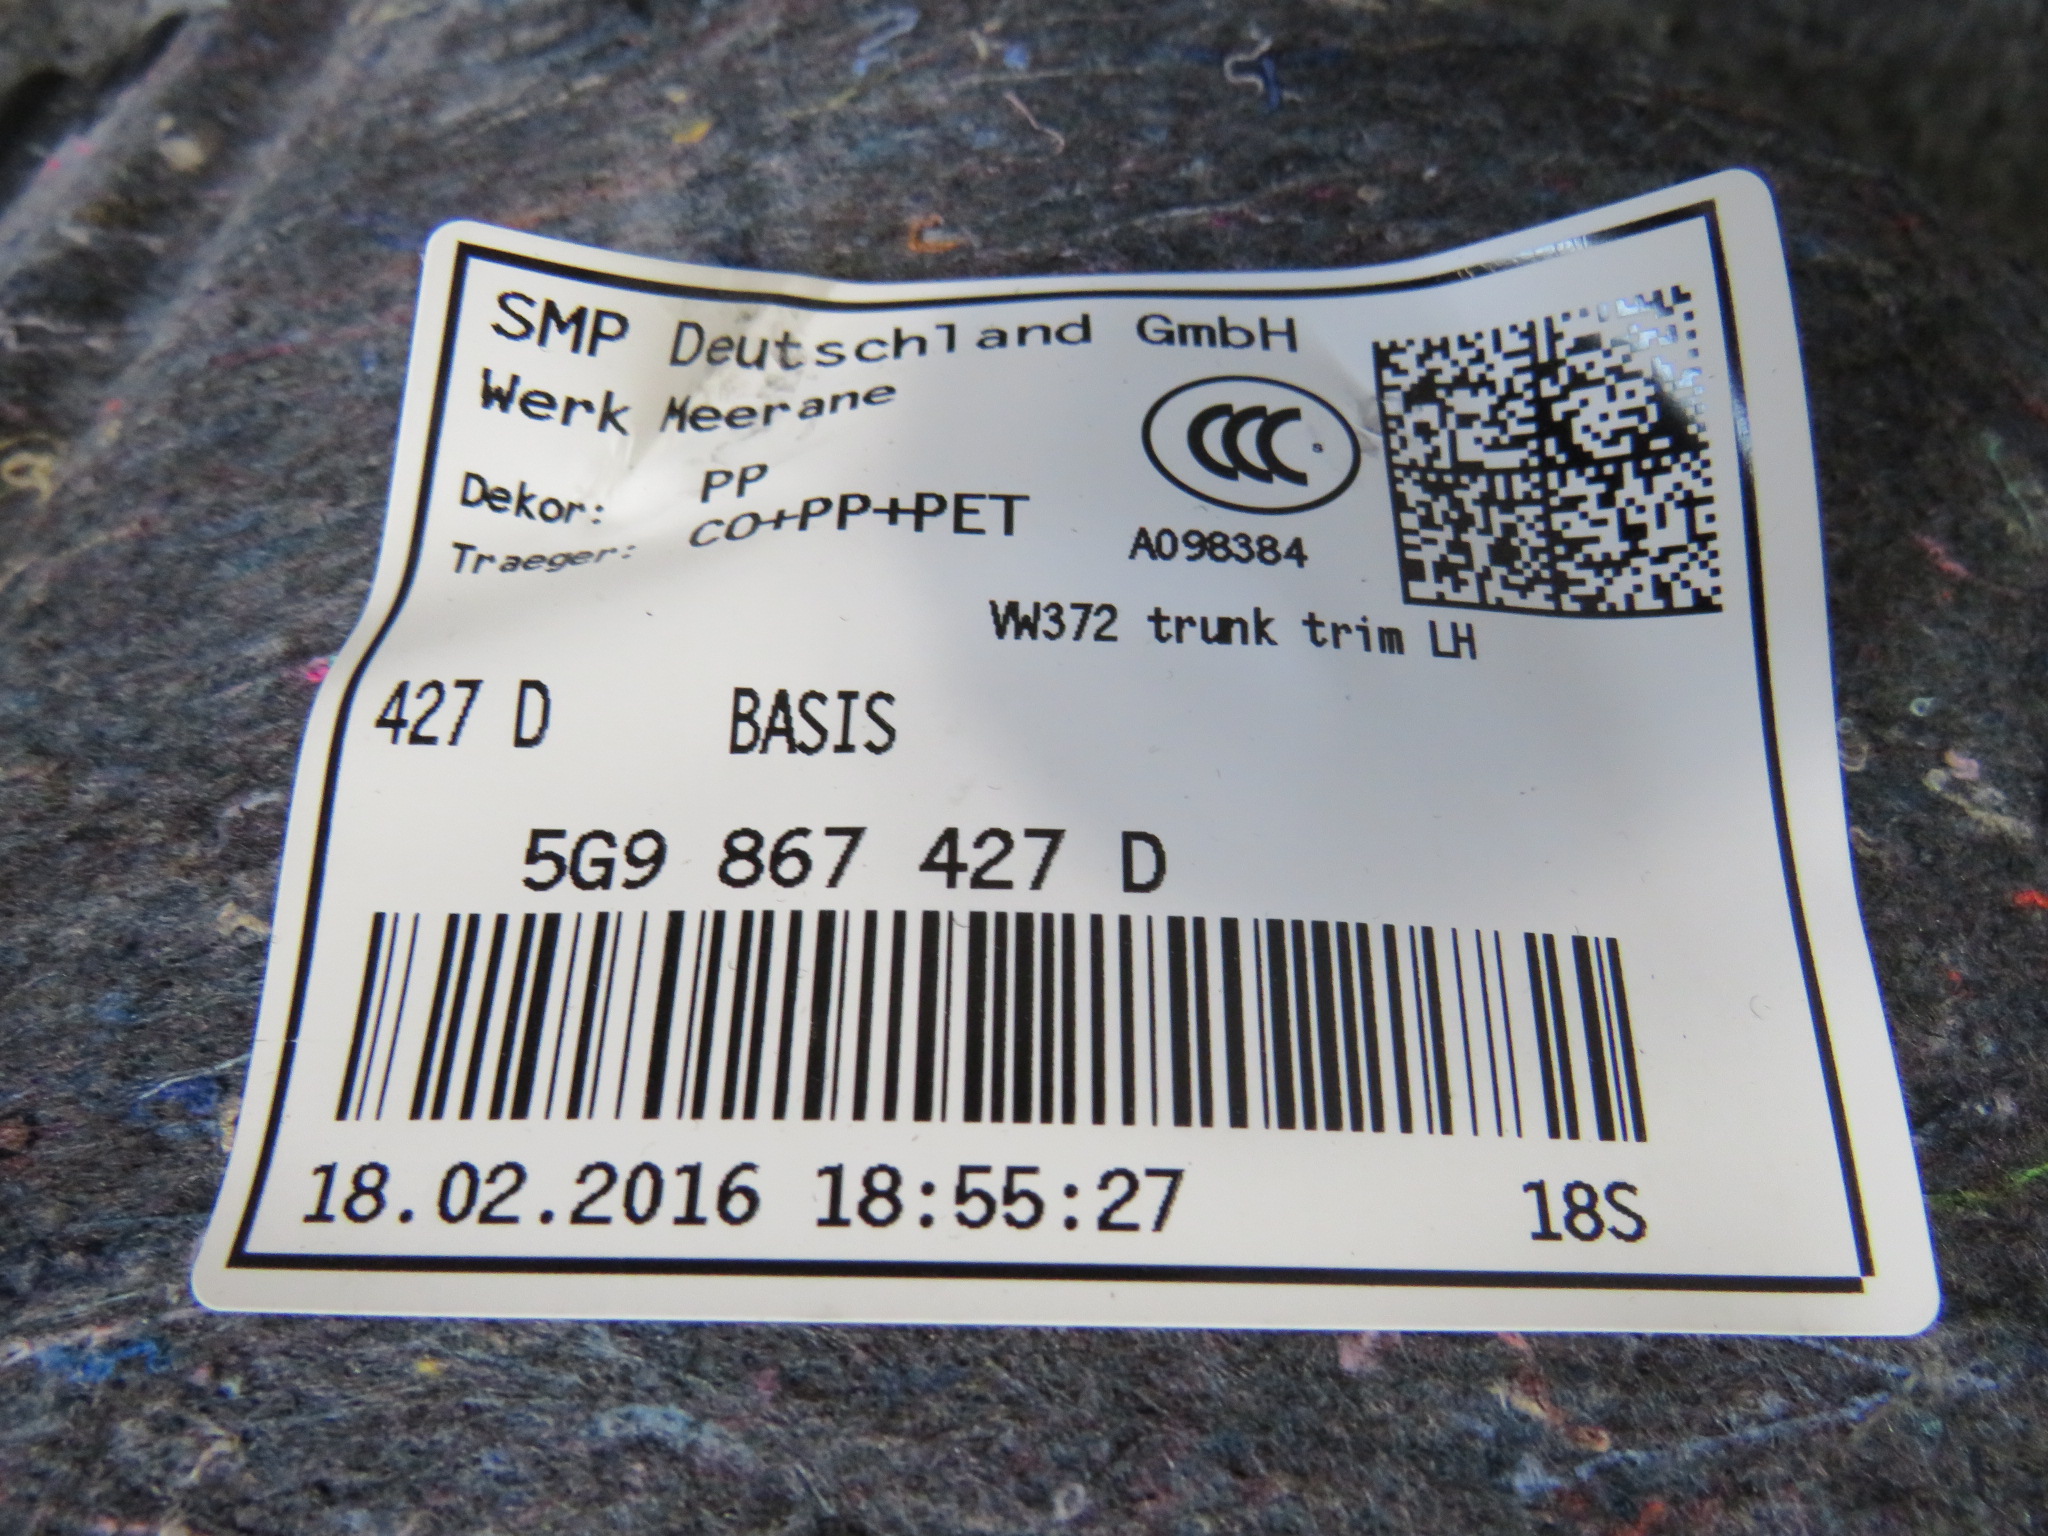 SMP Deutschland GmbH
Werk Meerane
Dekor: PP
Traeger: CO+PP+PET
CCC S
A098384
VW372 trunk trim LH
427 D BASIS
5G9 867 427 D
18.02.2016 18:55:27 18S